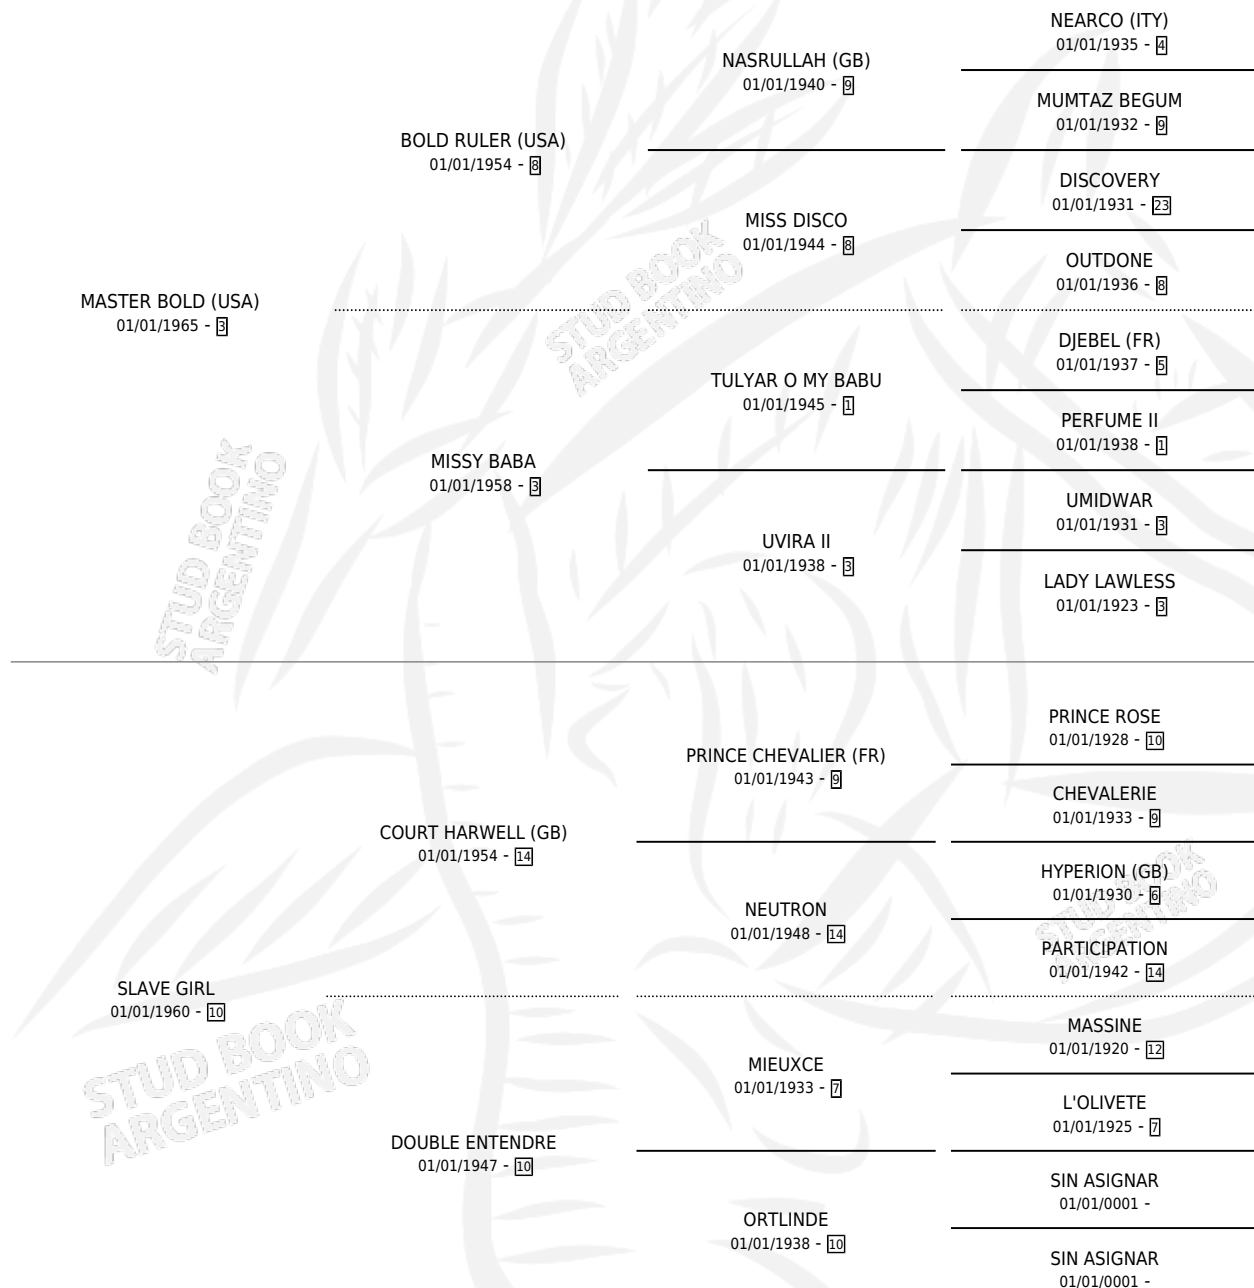 NEARCO (ITY)
01/01/1935 - 4
NASRULLAH (GB)
01/01/1940 - 9
MUMTAZ BEGUM
01/01/1932 - 9
BOLD RULER (USA)
01/01/1954 - 8
DISCOVERY
01/01/1931 - 23
MISS DISCO
01/01/1944 - 8
OUTDONE
01/01/1936 - 8
MASTER BOLD (USA)
01/01/1965 - 3
DJEBEL (FR)
01/01/1937 - 5
TULYAR O MY BABU
01/01/1945 - 1
PERFUME II
01/01/1938 - 1
MISSY BABA
01/01/1958 - 3
UMIDWAR
01/01/1931 - 3
UVIRA II
01/01/1938 - 3
LADY LAWLESS
01/01/1923 - 3
PRINCE ROSE
01/01/1928 - 10
PRINCE CHEVALIER (FR)
01/01/1943 - 9
CHEVALERIE
01/01/1933 - 9
COURT HARWELL (GB)
01/01/1954 - 14
HYPERION (GB)
01/01/1930 - 6
NEUTRON
01/01/1948 - 14
PARTICIPATION
01/01/1942 - 14
SLAVE GIRL
01/01/1960 - 10
MASSINE
01/01/1920 - 12
MIEUXCE
01/01/1933 - 7
L'OLIVETE
01/01/1925 - 7
DOUBLE ENTENDRE
01/01/1947 - 10
SIN ASIGNAR
01/01/0001 -
ORTLINDE
01/01/1938 - 10
SIN ASIGNAR
01/01/0001 -
STUD BOOK
ARGENTINO
STUD BOOK
ARGENTINO
STUD BOOK
ARGENTINO
STUD BOOK
ARGENTINO